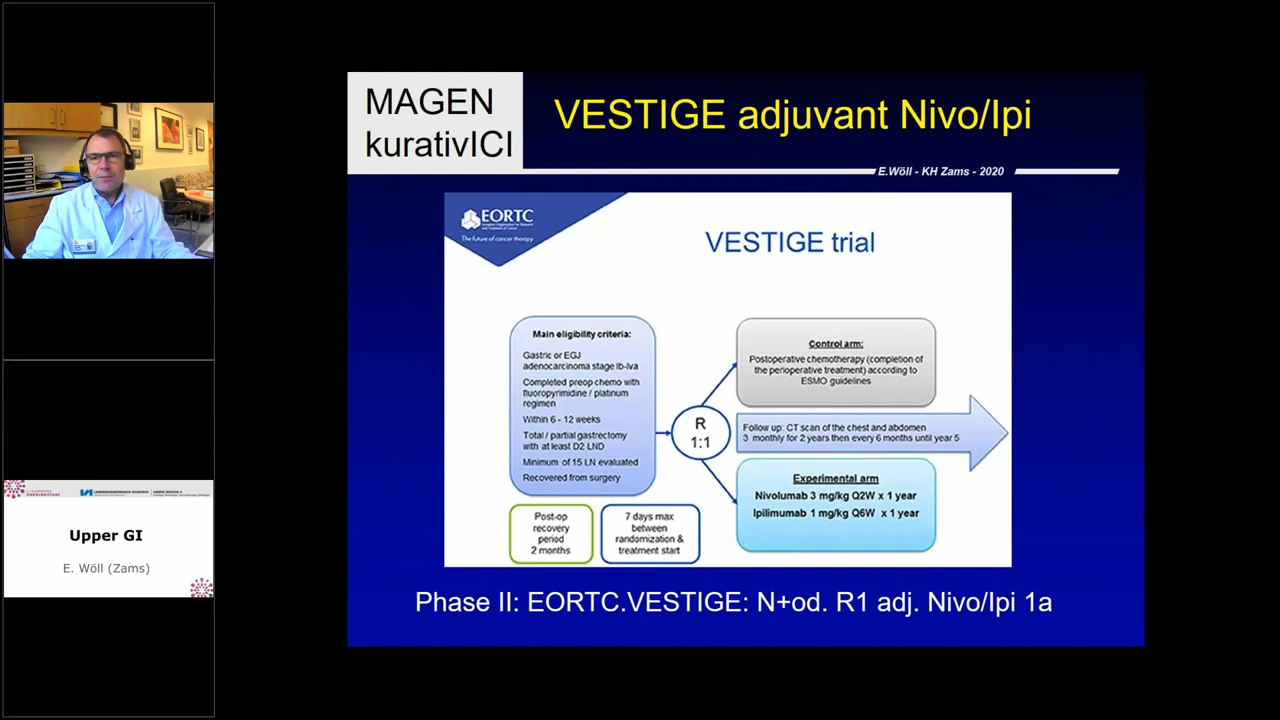 MAGEN
kurativICI
VESTIGE adjuvant Nivo/Ipi
E.Wöll - KH Zams - 2020
EORTC
The future of cancer therapy
VESTIGE trial
Main eligibility criteria:
Gastric or EGJ
adenocarcinoma stage Ib-Iva
Completed preop chemo with
fluoropyrimidine / platinum
regimen
Within 6 - 12 weeks
Total / partial gastrectomy
with at least D2 LND
Minimum of 15 LN evaluated
Recovered from surgery
Post-op
recovery
period
2 months
7 days max
between
randomization &
treatment start
R
1:1
Control arm:
Postoperative chemotherapy (completion of
the perioperative treatment) according to
ESMO guidelines
Follow up: CT scan of the chest and abdomen
3 monthly for 2 years then every 6 months until year 5
Experimental arm
Nivolumab 3 mg/kg Q2W x 1 year
Ipilimumab 1 mg/kg Q6W x 1 year
Phase II: EORTC.VESTIGE: N+od. R1 adj. Nivo/Ipi 1a
Upper GI
E. Wöll (Zams)